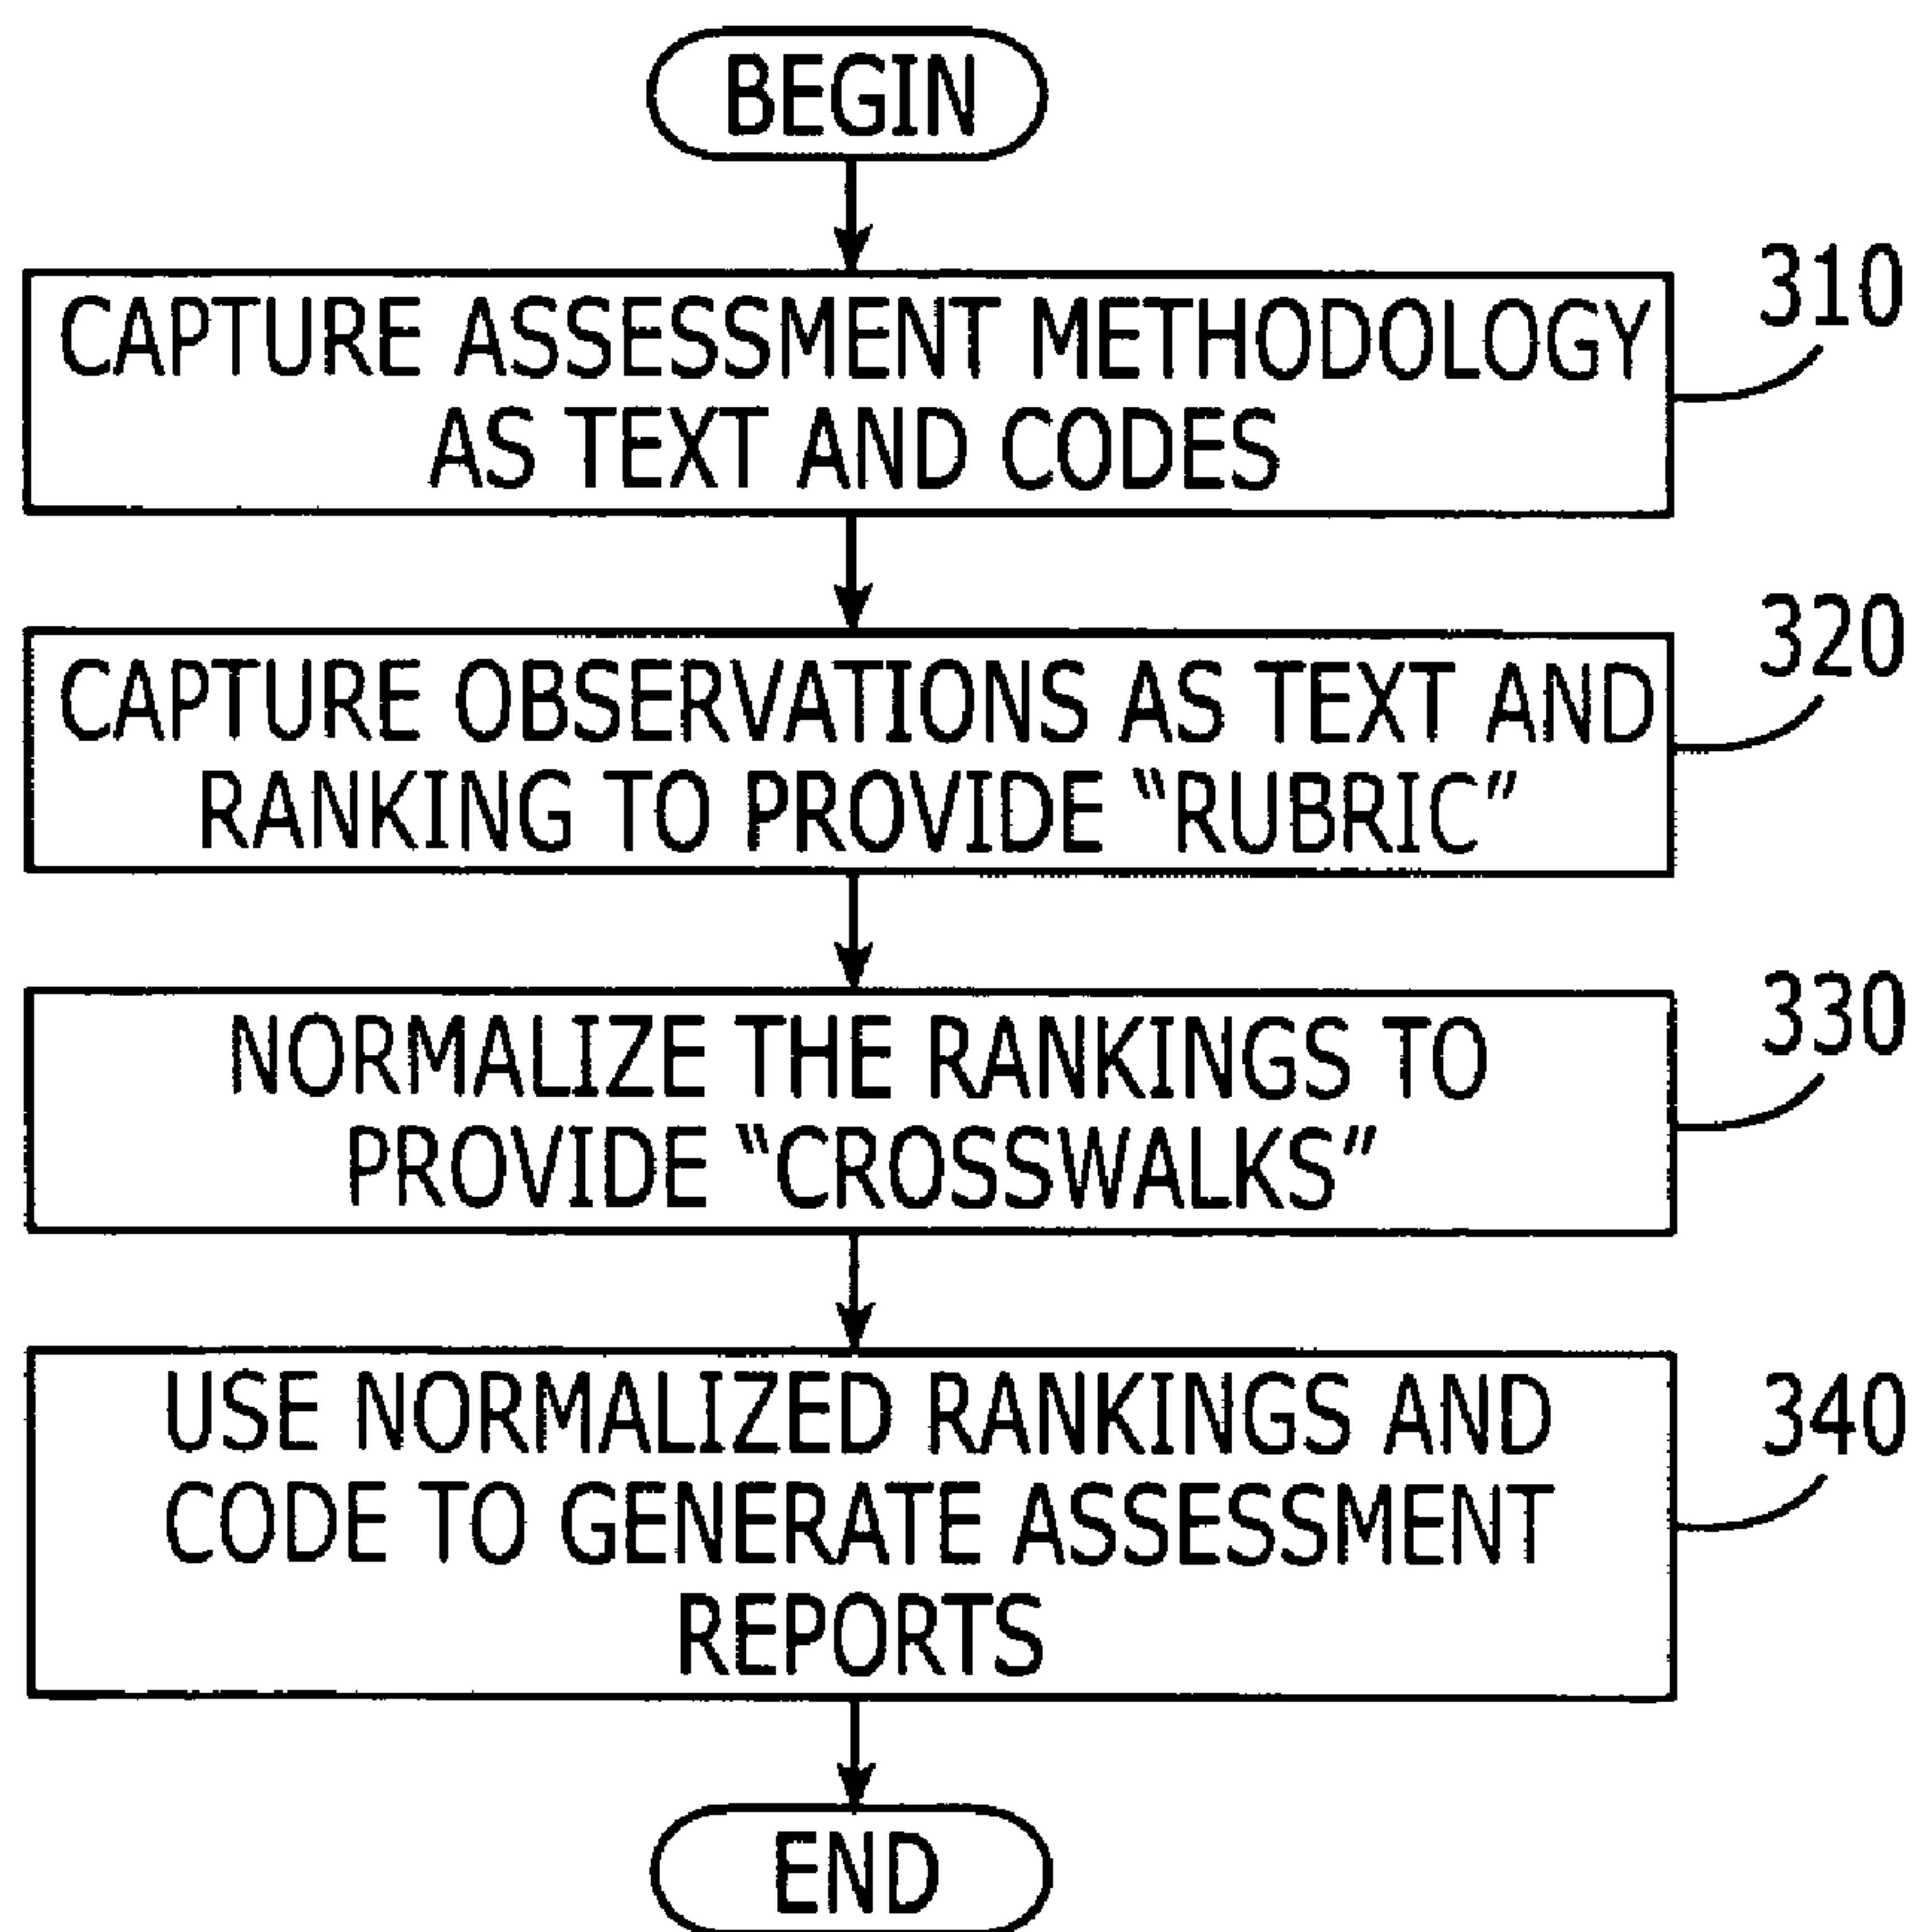 BEGIN
310
CAPTURE ASSESSMENT METHODOLOGY
AS TEXT AND CODES
320
CAPTURE OBSERVATIONS AS TEXT AND
RANKING TO PROVIDE “RUBRIC”
330
NORMALIZE THE RANKINGS TO
PROVIDE “CROSSWALKS”
340
USE NORMALIZED RANKINGS AND
CODE TO GENERATE ASSESSMENT
REPORTS
END